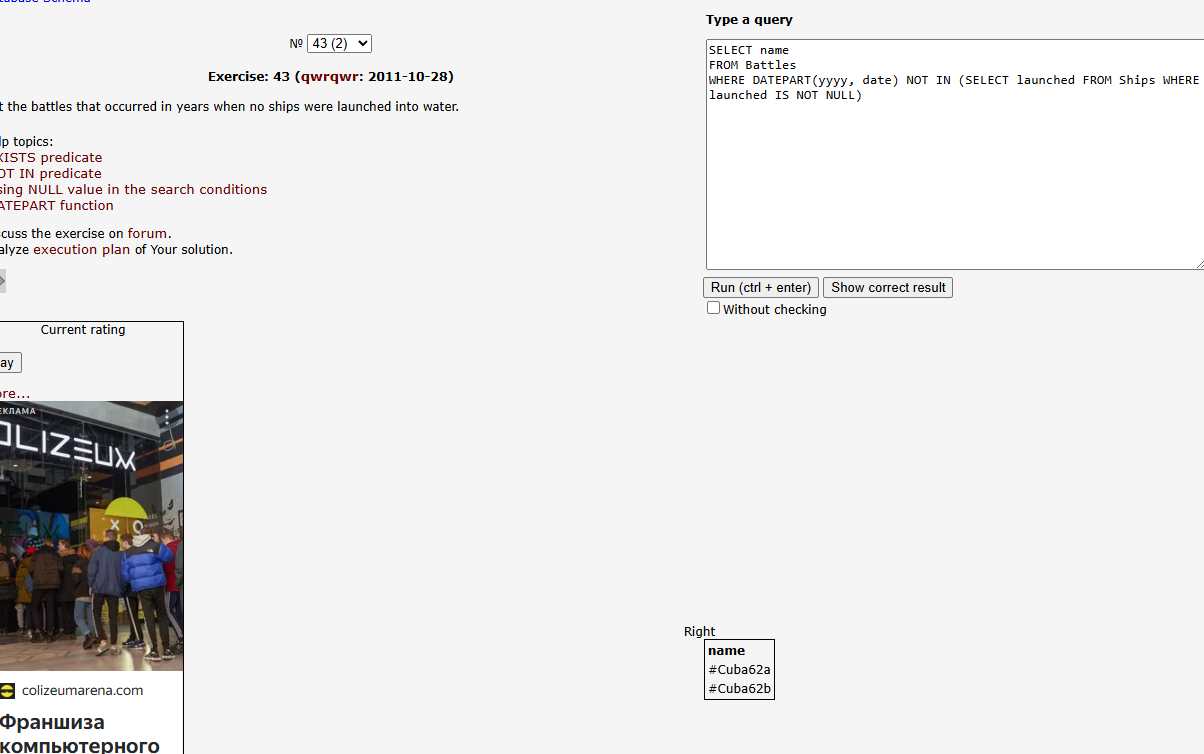 tabase Schema
№ 43 (2)
Exercise: 43 (qwrqwr: 2011-10-28)
t the battles that occurred in years when no ships were launched into water.
lp topics:
XISTS predicate
OT IN predicate
sing NULL value in the search conditions
ATEPART function
cuss the exercise on forum.
alyze execution plan of Your solution.
Current rating
ay
ore...
ЕКЛАМА
OLIZEUM
X O
colizeumarena.com
Франшиза
компьютерного
Type a query
SELECT name
FROM Battles
WHERE DATEPART(yyyy, date) NOT IN (SELECT launched FROM Ships WHERE
launched IS NOT NULL)
Run (ctrl + enter) Show correct result
Without checking
Right
name
#Cuba62a
#Cuba62b